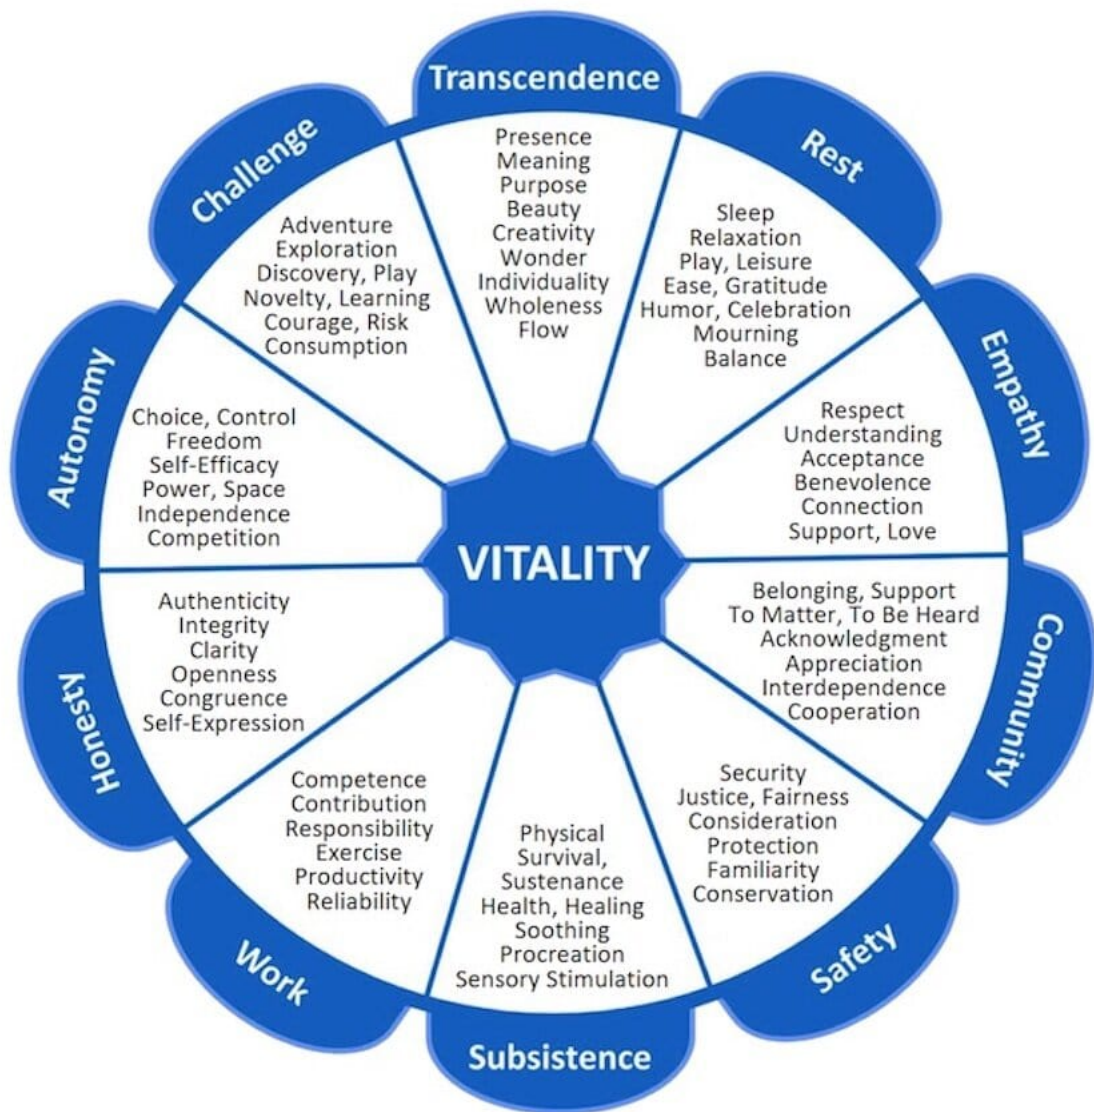 Transcendence
Presence
Meaning
Purpose
Beauty
Creativity
Wonder
Individuality
Wholeness
Flow
Rest
Sleep
Relaxation
Play, Leisure
Ease, Gratitude
Humor, Celebration
Mourning
Balance
Empathy
Respect
Understanding
Acceptance
Benevolence
Connection
Support, Love
Community
Belonging, Support
To Matter, To Be Heard
Acknowledgment
Appreciation
Interdependence
Cooperation
Safety
Security
Justice, Fairness
Consideration
Protection
Familiarity
Conservation
Subsistence
Physical
Survival,
Sustenance
Health, Healing
Soothing
Procreation
Sensory Stimulation
Work
Competence
Contribution
Responsibility
Exercise
Productivity
Reliability
Honesty
Authenticity
Integrity
Clarity
Openness
Congruence
Self-Expression
Autonomy
Choice, Control
Freedom
Self-Efficacy
Power, Space
Independence
Competition
Challenge
Adventure
Exploration
Discovery, Play
Novelty, Learning
Courage, Risk
Consumption
VITALITY